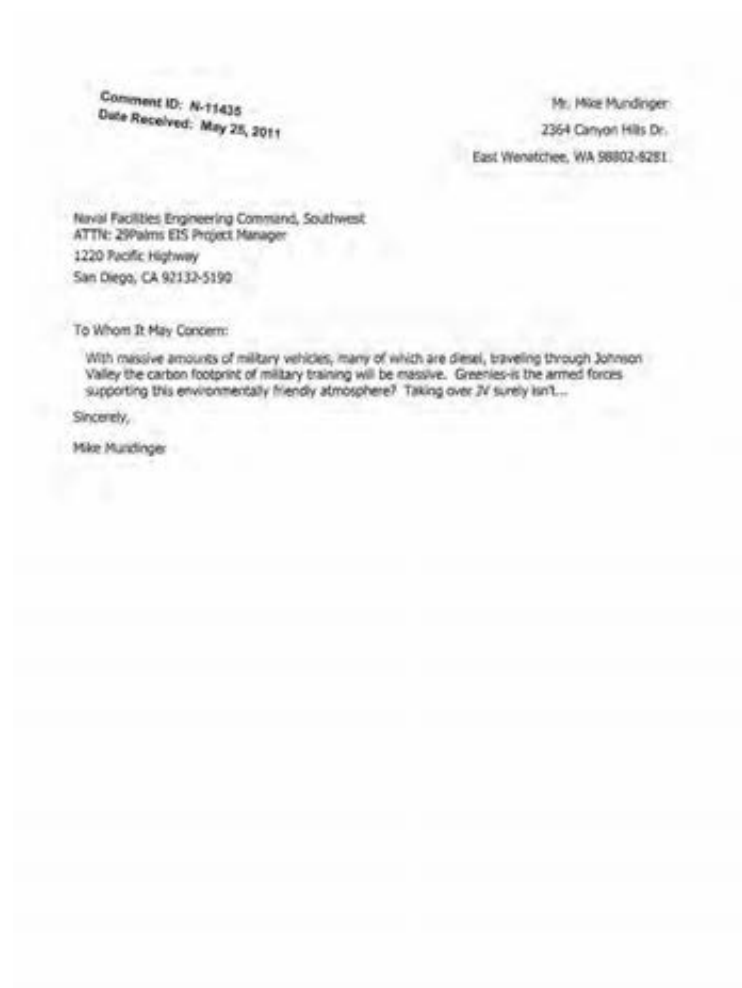 Comment ID: N-11435
Date Received: May 25, 2011
Mr. Mike Mundinger
2364 Canyon Hills Dr.
East Wenatchee, WA 98802-8281
Naval Facilities Engineering Command, Southwest
ATTN: 29Palms EIS Project Manager
1220 Pacific Highway
San Diego, CA 92132-5190
To Whom It May Concern:
With massive amounts of military vehicles, many of which are diesel, traveling through Johnson
Valley the carbon footprint of military training will be massive. Greenies-is the armed forces
supporting this environmentally friendly atmosphere? Taking over JV surely isn't...
Sincerely,
Mike Mundinger